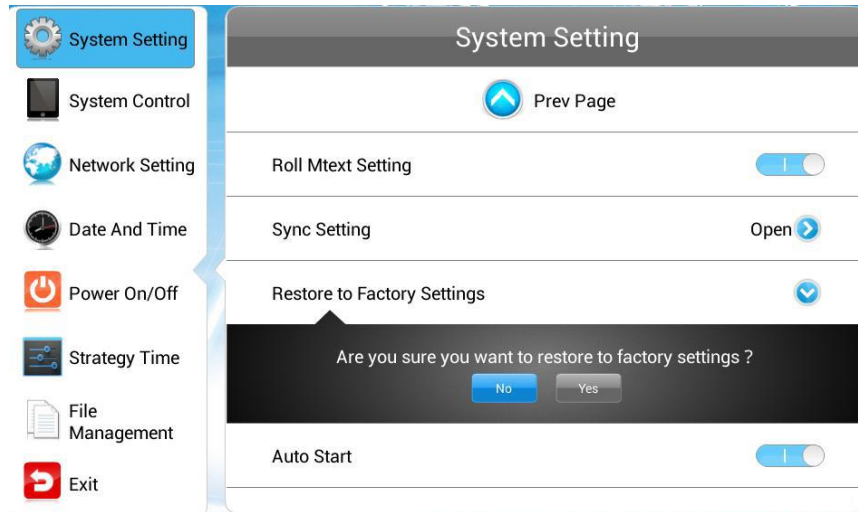 System Setting
System Control
Network Setting
Date And Time
Power On/Off
Strategy Time
File
Management
Exit
System Setting
Prev Page
Roll Mtext Setting
Sync Setting
Open
Restore to Factory Settings
Are you sure you want to restore to factory settings ?
No
Yes
Auto Start